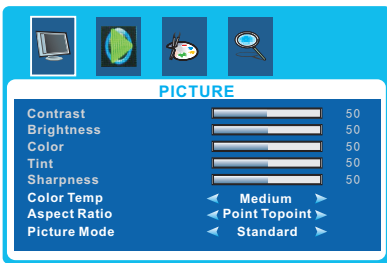 PICTURE
Contrast 50
Brightness 50
Color 50
Tint 50
Sharpness 50
Color Temp Medium
Aspect Ratio Point Topoint
Picture Mode Standard